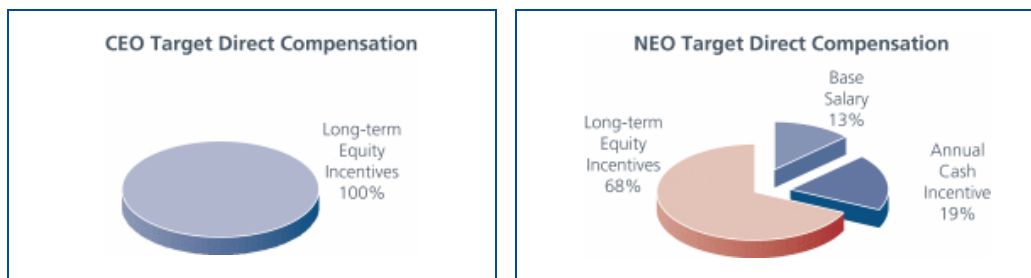 CEO Target Direct Compensation
Long-term
Equity
Incentives
100%
NEO Target Direct Compensation
Base
Salary
13%
Long-term
Equity
Incentives
68%
Annual
Cash
Incentive
19%